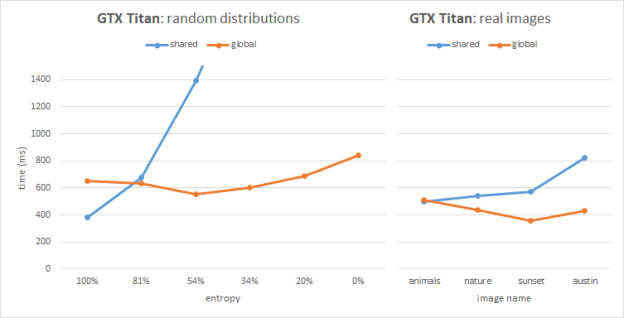 GTX Titan: random distributions
shared global
1400
1200
1000
800
600
400
200
0
time (ms)
100% 81% 54% 34% 20% 0%
entropy
GTX Titan: real images
shared global
animals nature sunset austin
image name